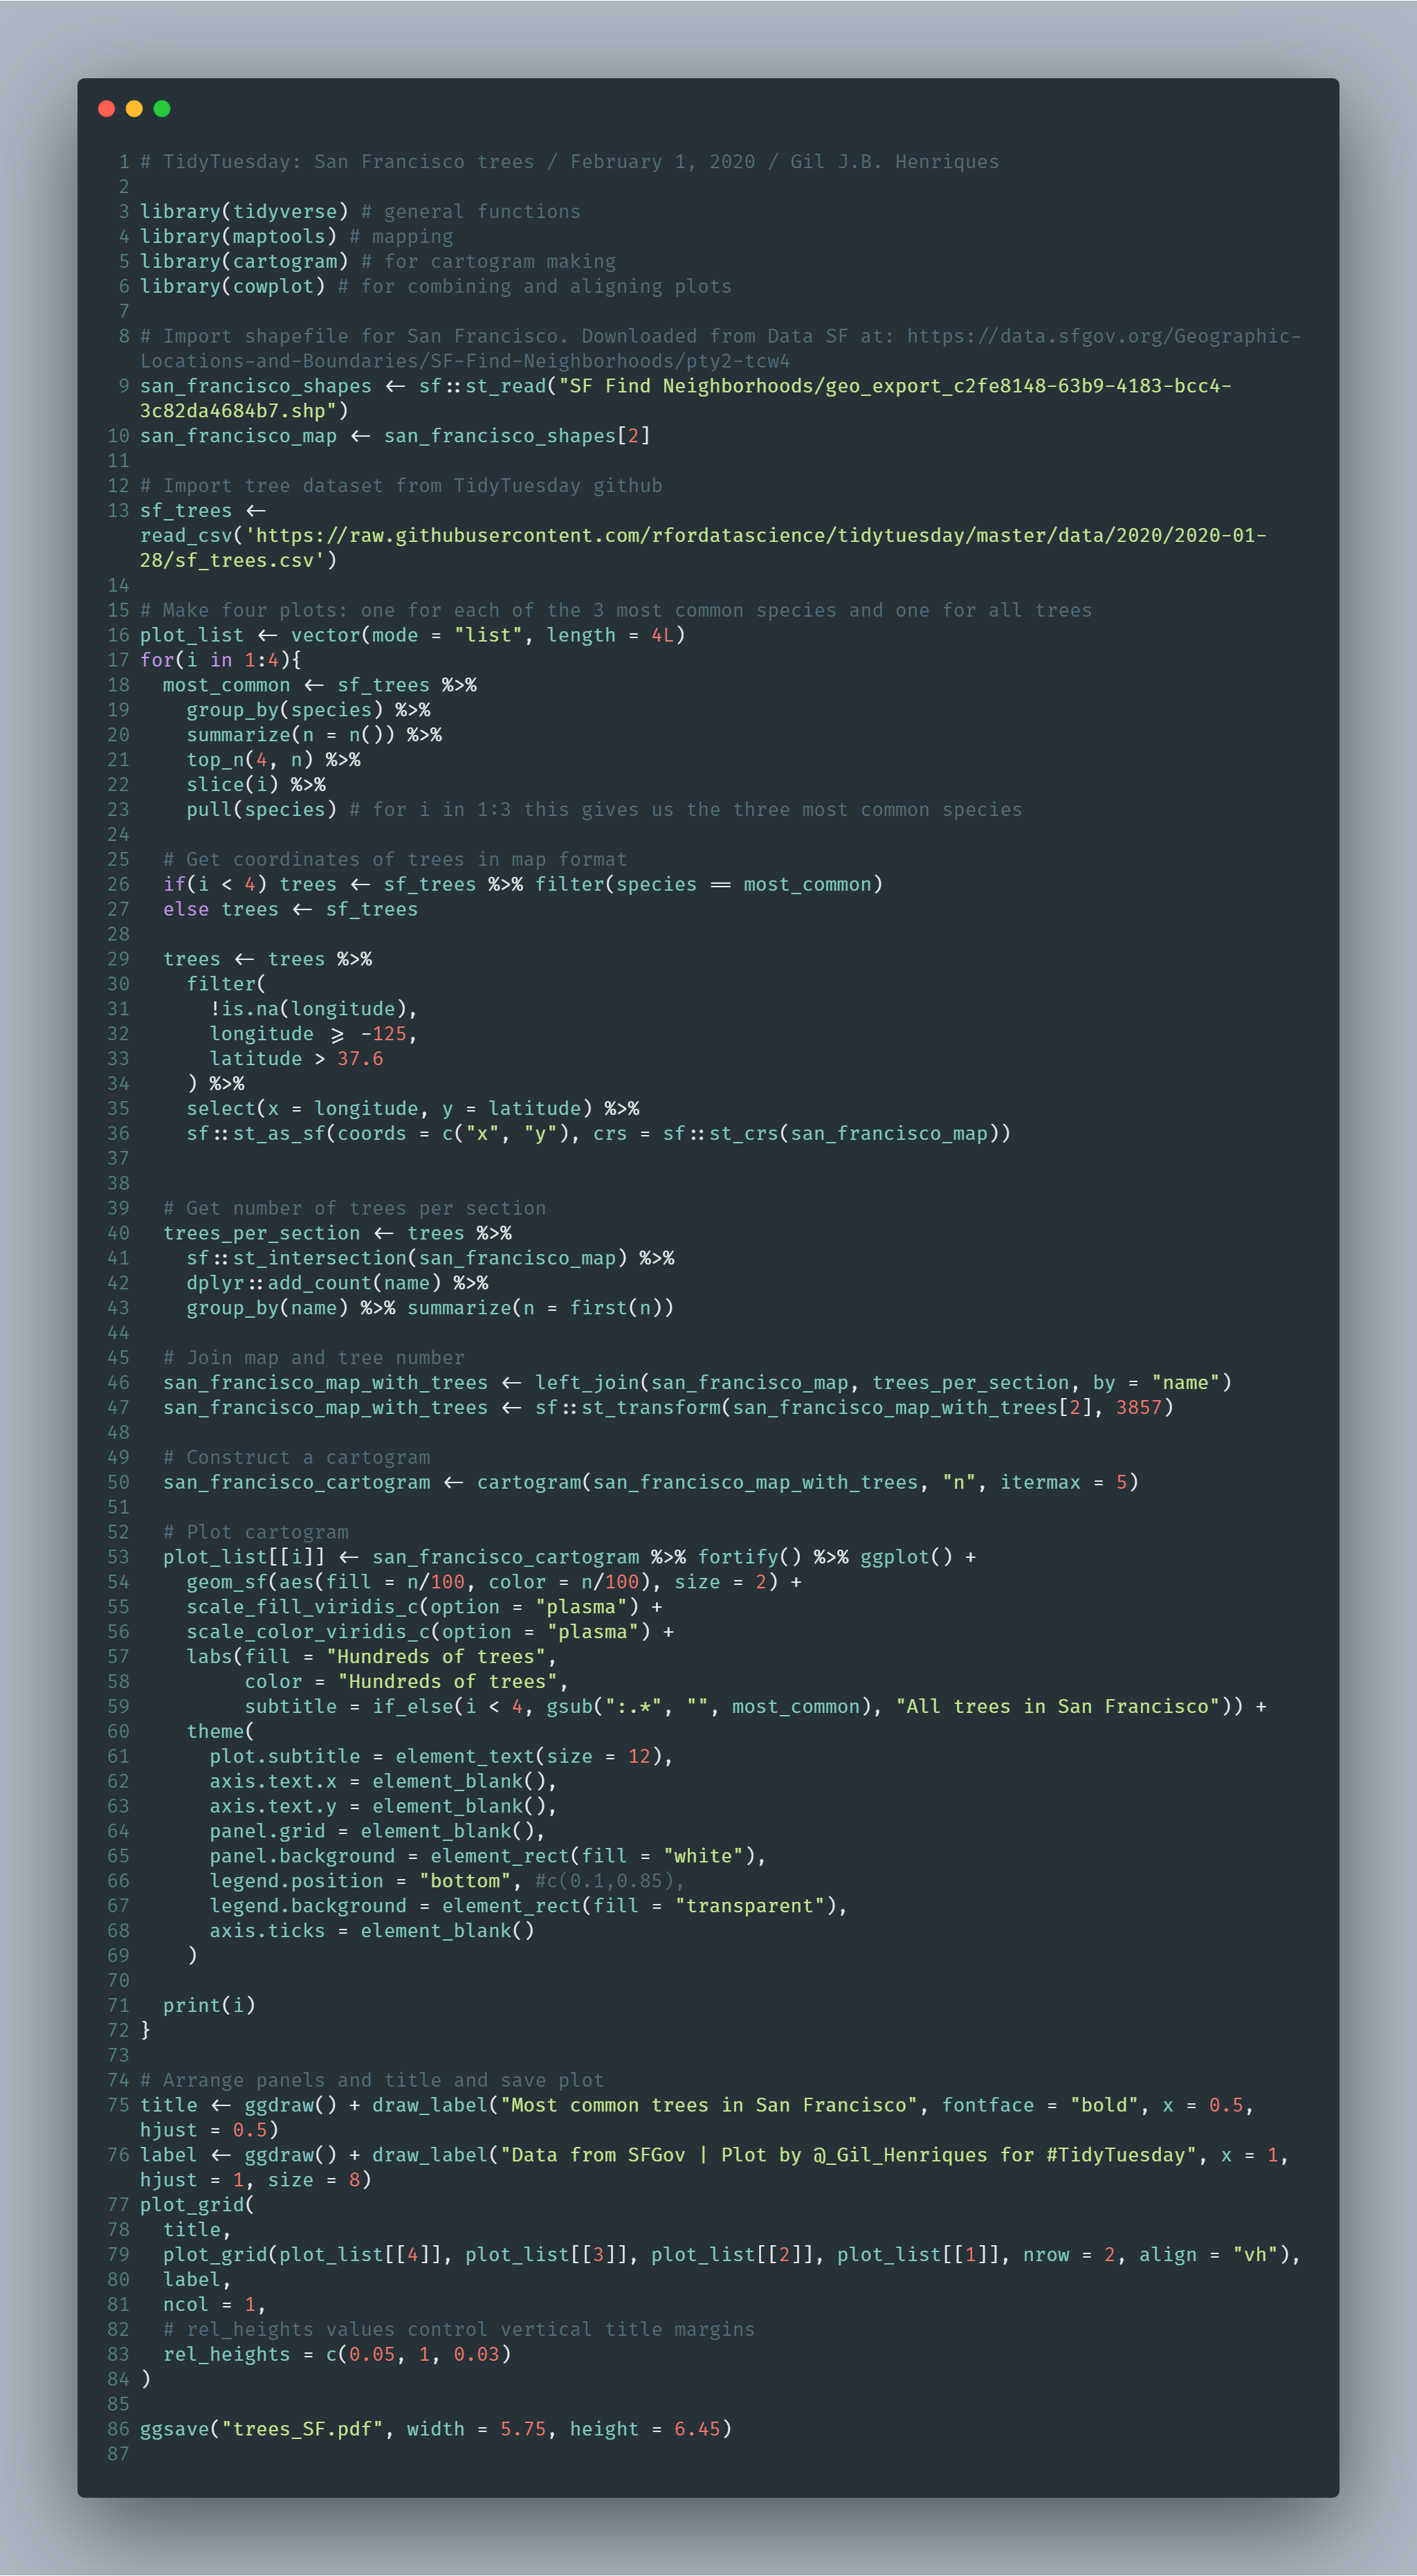 1 # TidyTuesday: San Francisco trees / February 1, 2020 / Gil J.B. Henriques
2
3 library(tidyverse) # general functions
4 library(maptools) # mapping
5 library(cartogram) # for cartogram making
6 library(cowplot) # for combining and aligning plots
7
8 # Import shapefile for San Francisco. Downloaded from Data SF at: https://data.sfgov.org/Geographic-
Locations-and-Boundaries/SF-Find-Neighborhoods/pty2-tcw4
9 san_francisco_shapes <- sf::st_read("SF Find Neighborhoods/geo_export_c2fe8148-63b9-4183-bcc4-
3c82da4684b7.shp")
10 san_francisco_map <- san_francisco_shapes[2]
11
12 # Import tree dataset from TidyTuesday github
13 sf_trees <-
read_csv('https://raw.githubusercontent.com/rfordatascience/tidytuesday/master/data/2020/2020-01-
28/sf_trees.csv')
14
15 # Make four plots: one for each of the 3 most common species and one for all trees
16 plot_list <- vector(mode = "list", length = 4L)
17 for(i in 1:4){
18   most_common <- sf_trees %>%
19     group_by(species) %>%
20     summarize(n = n()) %>%
21     top_n(4, n) %>%
22     slice(i) %>%
23     pull(species) # for i in 1:3 this gives us the three most common species
24
25   # Get coordinates of trees in map format
26   if(i < 4) trees <- sf_trees %>% filter(species == most_common)
27   else trees <- sf_trees
28
29   trees <- trees %>%
30     filter(
31       !is.na(longitude),
32       longitude >= -125,
33       latitude > 37.6
34     ) %>%
35     select(x = longitude, y = latitude) %>%
36     sf::st_as_sf(coords = c("x", "y"), crs = sf::st_crs(san_francisco_map))
37
38
39   # Get number of trees per section
40   trees_per_section <- trees %>%
41     sf::st_intersection(san_francisco_map) %>%
42     dplyr::add_count(name) %>%
43     group_by(name) %>% summarize(n = first(n))
44
45   # Join map and tree number
46   san_francisco_map_with_trees <- left_join(san_francisco_map, trees_per_section, by = "name")
47   san_francisco_map_with_trees <- sf::st_transform(san_francisco_map_with_trees[2], 3857)
48
49   # Construct a cartogram
50   san_francisco_cartogram <- cartogram(san_francisco_map_with_trees, "n", itermax = 5)
51
52   # Plot cartogram
53   plot_list[[i]] <- san_francisco_cartogram %>% fortify() %>% ggplot() +
54     geom_sf(aes(fill = n/100, color = n/100), size = 2) +
55     scale_fill_viridis_c(option = "plasma") +
56     scale_color_viridis_c(option = "plasma") +
57     labs(fill = "Hundreds of trees",
58          color = "Hundreds of trees",
59          subtitle = if_else(i < 4, gsub(":.*", "", most_common), "All trees in San Francisco")) +
60     theme(
61       plot.subtitle = element_text(size = 12),
62       axis.text.x = element_blank(),
63       axis.text.y = element_blank(),
64       panel.grid = element_blank(),
65       panel.background = element_rect(fill = "white"),
66       legend.position = "bottom", #c(0.1,0.85),
67       legend.background = element_rect(fill = "transparent"),
68       axis.ticks = element_blank()
69     )
70
71   print(i)
72 }
73
74 # Arrange panels and title and save plot
75 title <- ggdraw() + draw_label("Most common trees in San Francisco", fontface = "bold", x = 0.5,
hjust = 0.5)
76 label <- ggdraw() + draw_label("Data from SFGov | Plot by @_Gil_Henriques for #TidyTuesday", x = 1,
hjust = 1, size = 8)
77 plot_grid(
78   title,
79   plot_grid(plot_list[[4]], plot_list[[3]], plot_list[[2]], plot_list[[1]], nrow = 2, align = "vh"),
80   label,
81   ncol = 1,
82   # rel_heights values control vertical title margins
83   rel_heights = c(0.05, 1, 0.03)
84 )
85
86 ggsave("trees_SF.pdf", width = 5.75, height = 6.45)
87